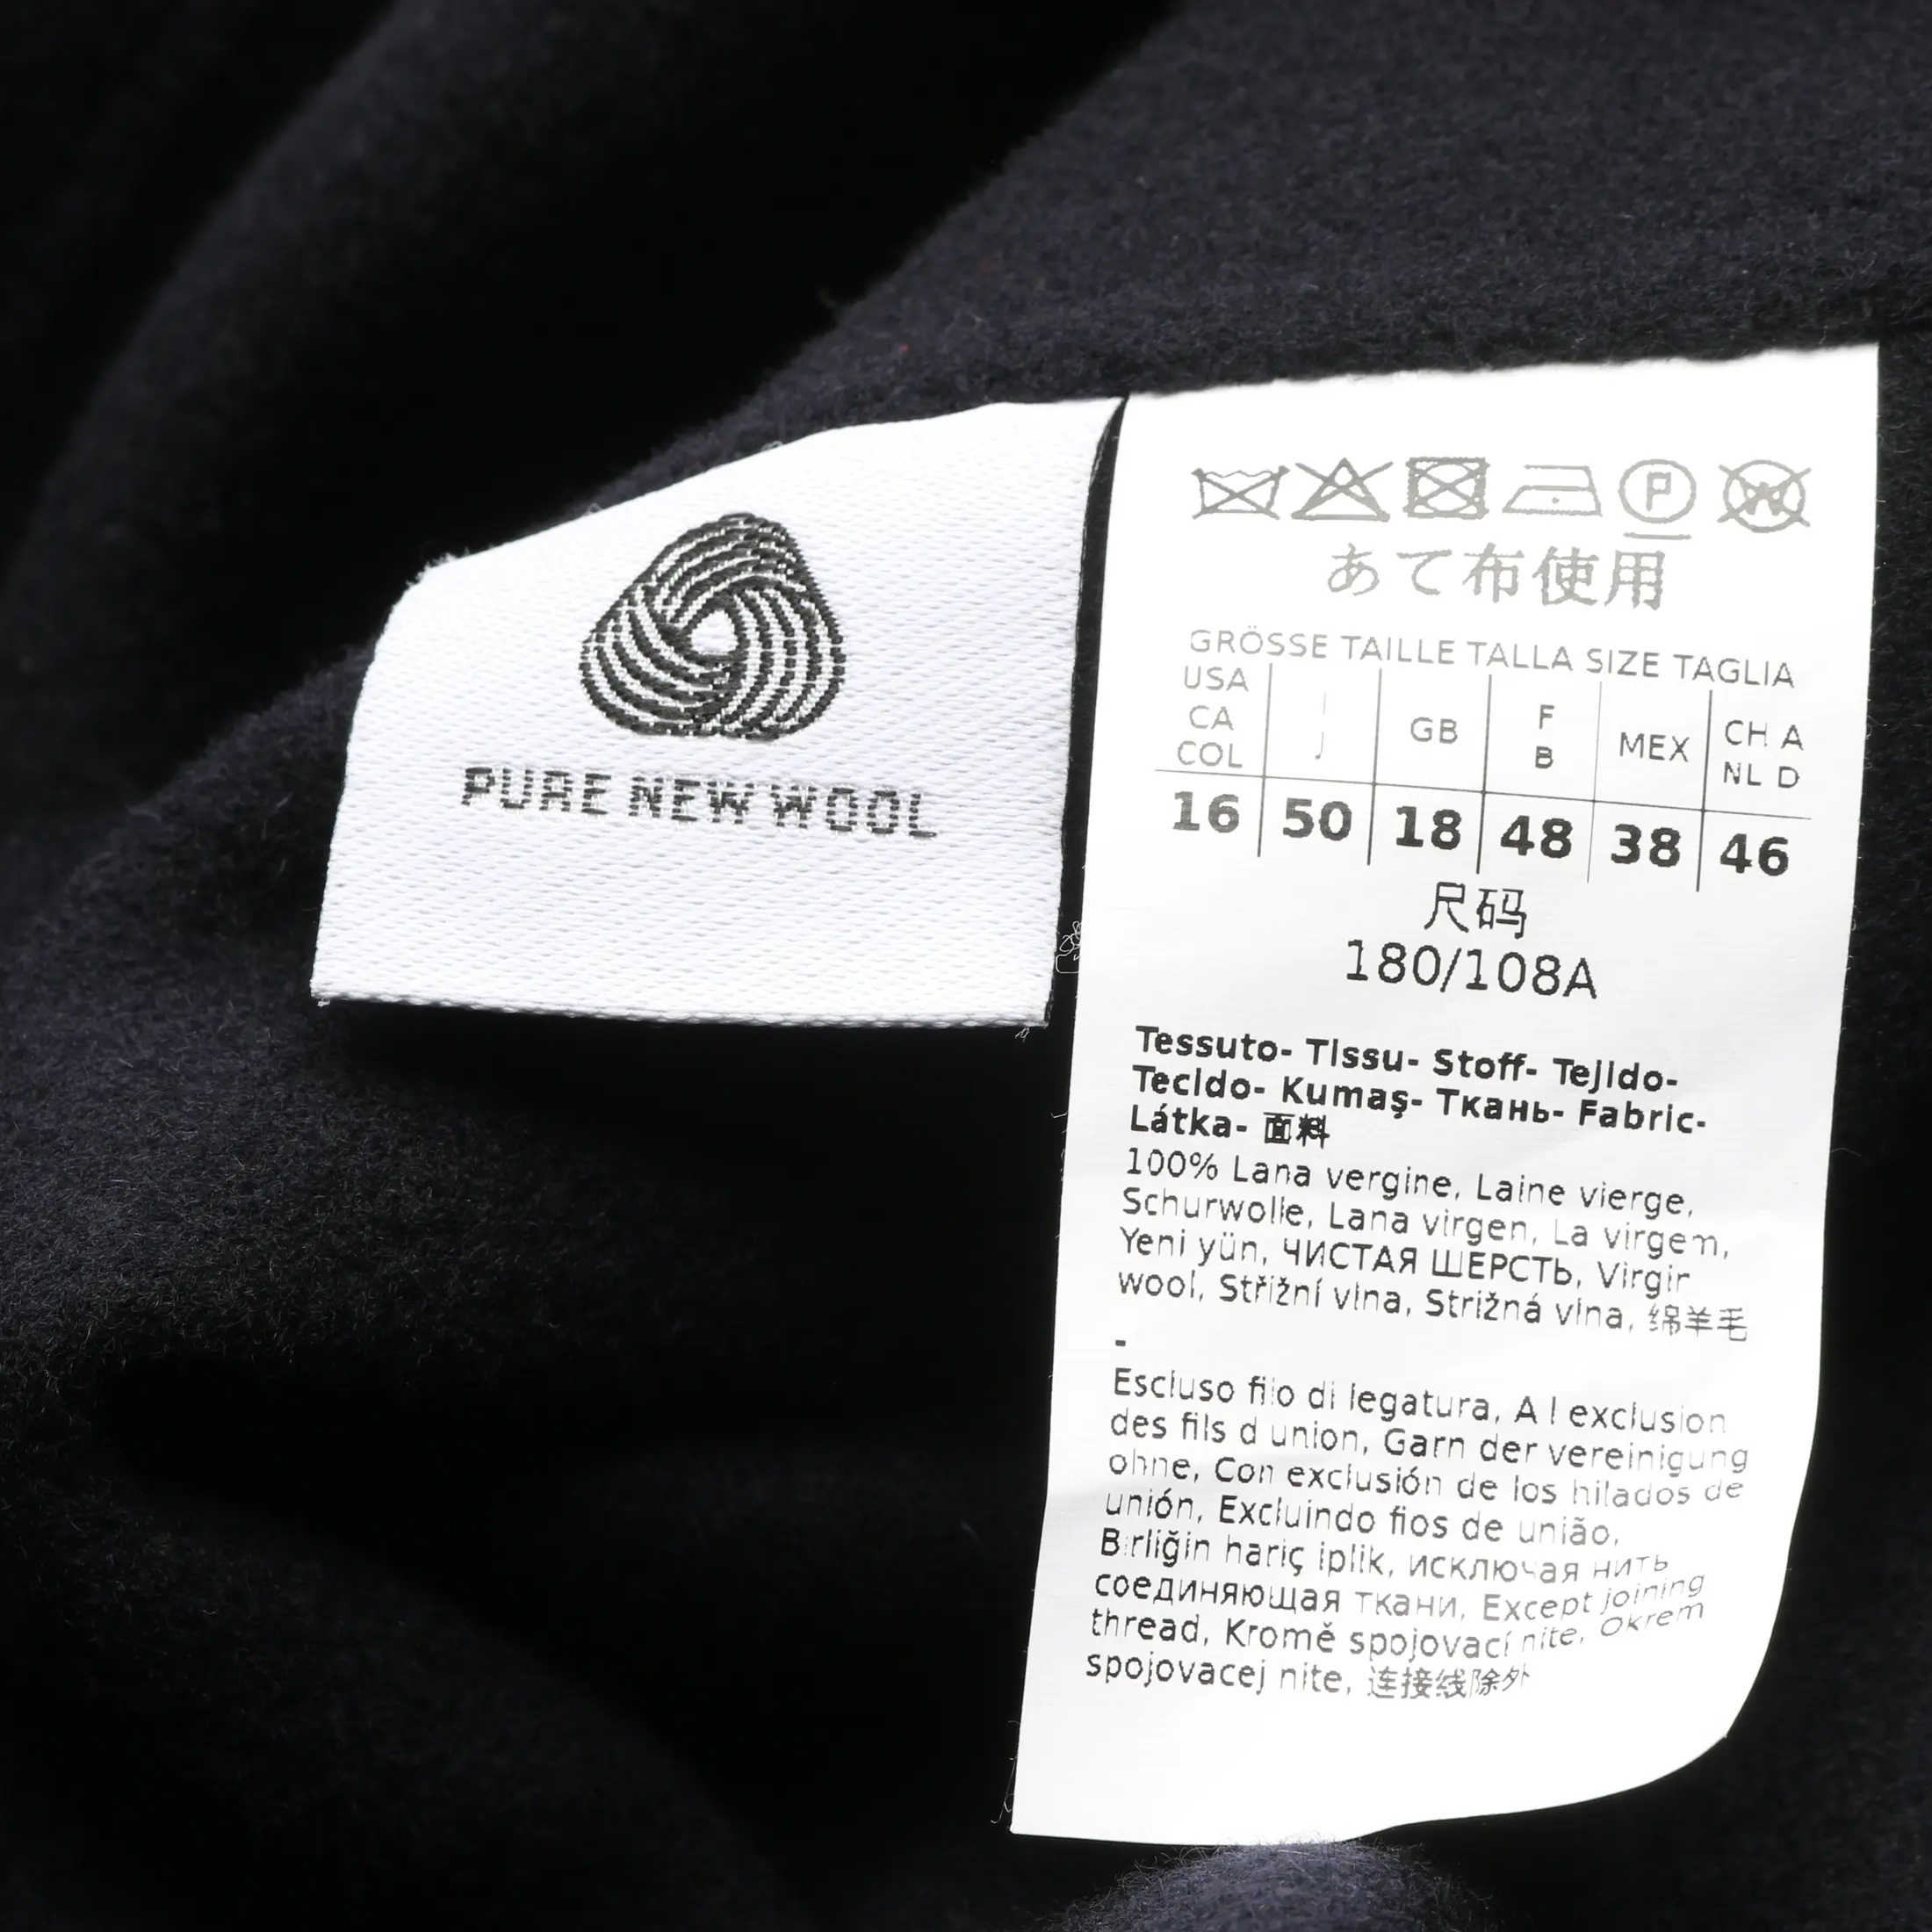 PURE NEW WOOL
P W
あて布使用
GRÖSSE TAILLE TALLA SIZE TAGLIA
USA CA COL I J GB F B MEX CH A NL D
16 50 18 48 38 46
尺码
180/108A
Tessuto- Tissu- Stoff- Tejido-
Tecido- Kumaş- Ткань- Fabric-
Látka- 面料
100% Lana vergine, Laine vierge,
Schurwolle, Lana virgen, La virgem,
Yeni yün, ЧИСТАЯ ШЕРСТЬ, Virgin
wool, Střižní vlna, Strižná vlna, 绵羊毛
-
Escluso filo di legatura, A l exclusion
des fils d union, Garn der vereinigung
ohne, Con exclusión de los hilados de
unión, Excluindo fios de união,
Birliğin hariç iplik, исключая нить
соединяющая ткани, Except joining
thread, Kromě spojovací nite, Okrem
spojovacej nite, 连接线除外